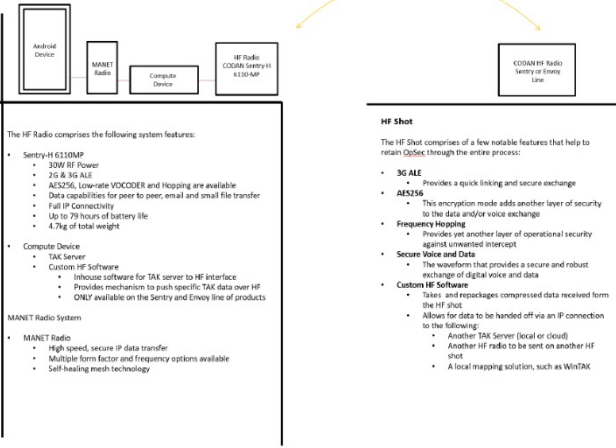 Android
Device
MANET
Radio
Compute
Device
HF Radio
CODAN Sentry-H
6110-MP
CODAN HF Radio
Sentry or Envoy
Line
The HF Radio comprises the following system features:
• Sentry-H 6110MP
• 30W RF Power
• 2G & 3G ALE
• AES256, Low-rate VOCODER and Hopping are available
• Data capabilities for peer to peer, email and small file transfer
• Full IP Connectivity
• Up to 79 hours of battery life
• 4.7kg of total weight
• Compute Device
• TAK Server
• Custom HF Software
• Inhouse software for TAK server to HF interface
• Provides mechanism to push specific TAK data over HF
• ONLY available on the Sentry and Envoy line of products
MANET Radio System
• MANET Radio
• High speed, secure IP data transfer
• Multiple form factor and frequency options available
• Self-healing mesh technology
HF Shot
The HF Shot comprises of a few notable features that help to
retain OpSec through the entire process:
• 3G ALE
• Provides a quick linking and secure exchange
• AES256
• This encryption mode adds another layer of security
to the data and/or voice exchange
• Frequency Hopping
• Provides yet another layer of operational security
against unwanted intercept
• Secure Voice and Data
• The waveform that provides a secure and robust
exchange of digital voice and data
• Custom HF Software
• Takes and repackages compressed data received form
the HF shot
• Allows for data to be handed off via an IP connection
to the following:
• Another TAK Server (local or cloud)
• Another HF radio to be sent on another HF
shot
• A local mapping solution, such as WinTAK